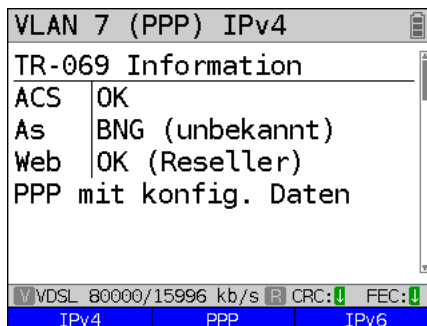 VLAN 7 (PPP) IPv4
TR-069 Information
ACS OK
As BNG (unbekannt)
Web OK (Reseller)
PPP mit konfig. Daten
V VDSL 80000/15996 kb/s R CRC:↓ FEC:↓
IPv4 PPP IPv6